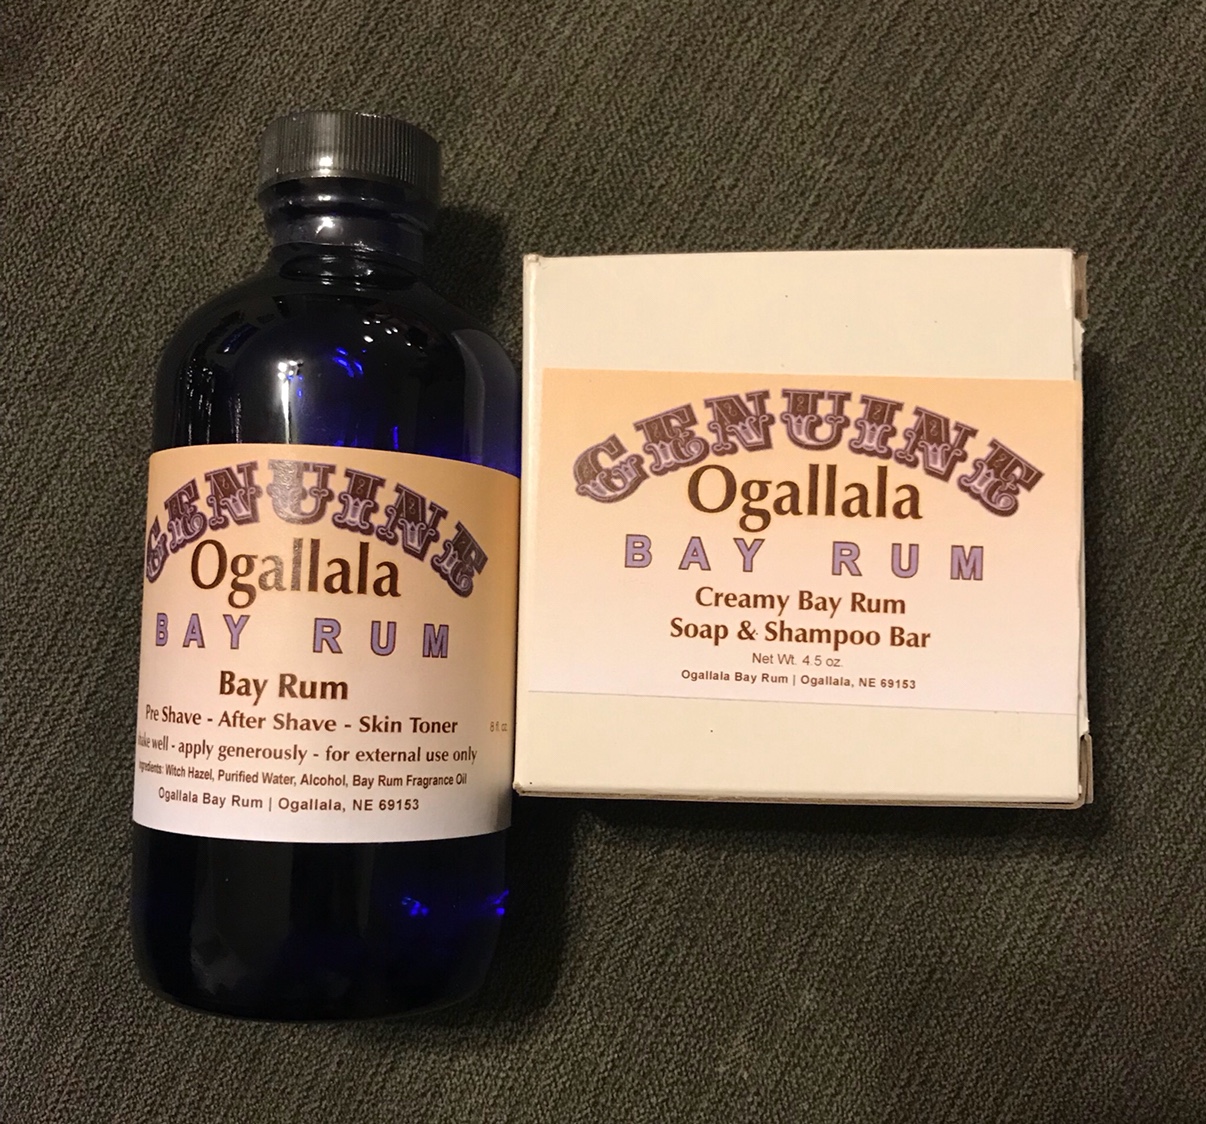 GENUINE
Ogallala
BAY RUM
Bay Rum
Pre Shave - After Shave - Skin Toner
8 fl. oz.
well - apply generously - for external use only
Witch Hazel, Purified Water, Alcohol, Bay Rum Fragrance Oil
Ogallala Bay Rum | Ogallala, NE 69153
GENUINE
Ogallala
BAY RUM
Creamy Bay Rum
Soap & Shampoo Bar
Net Wt. 4.5 oz.
Ogallala Bay Rum | Ogallala, NE 69153